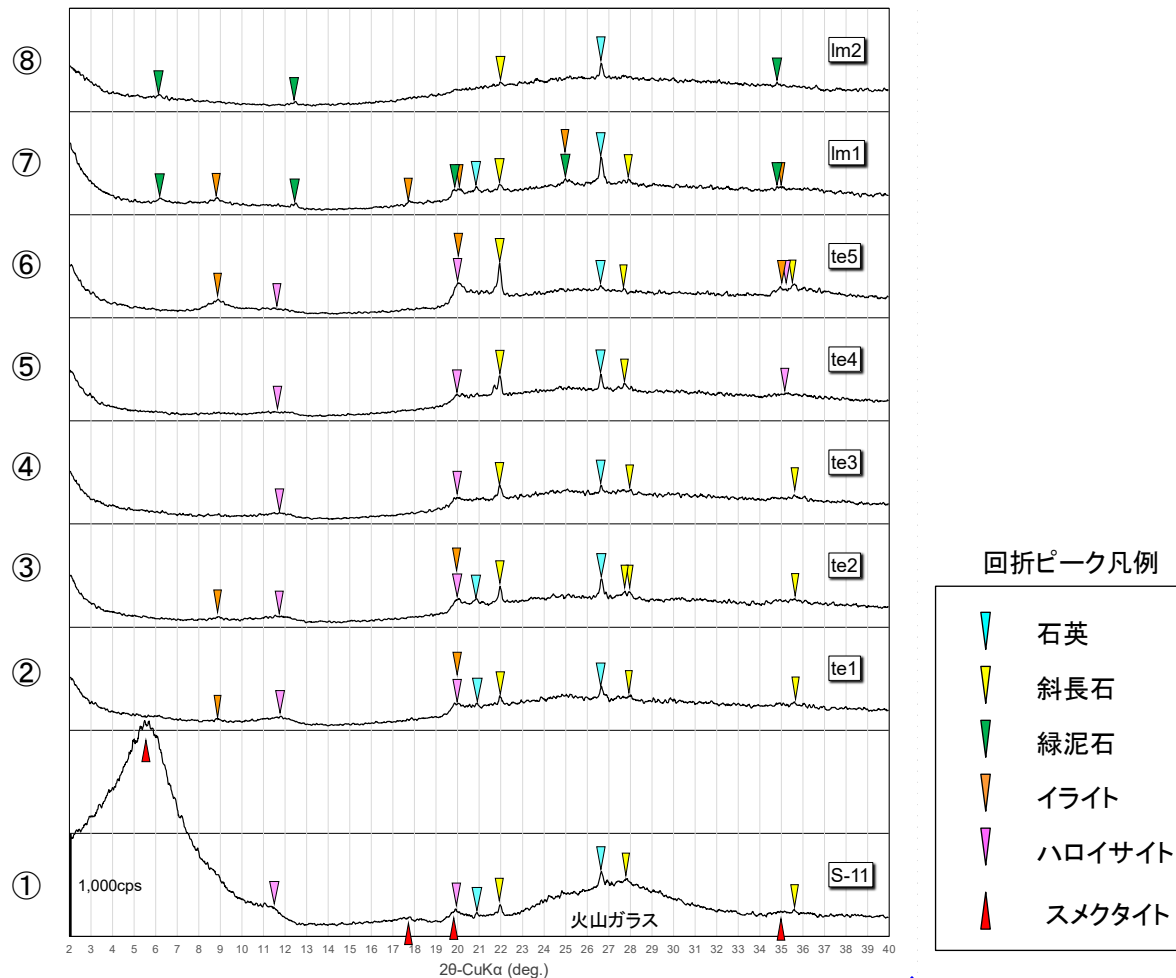 ⑧ lm2
⑦ lm1
⑥ te5
⑤ te4
④ te3
③ te2
② te1
① 1,000cps S-11
火山ガラス
2 3 4 5 6 7 8 9 10 11 12 13 14 15 16 17 18 19 20 21 22 23 24 25 26 27 28 29 30 31 32 33 34 35 36 37 38 39 40
2θ-CuKα (deg.)
回折ピーク凡例
石英
斜長石
緑泥石
イライト
ハロイサイト
スメクタイト